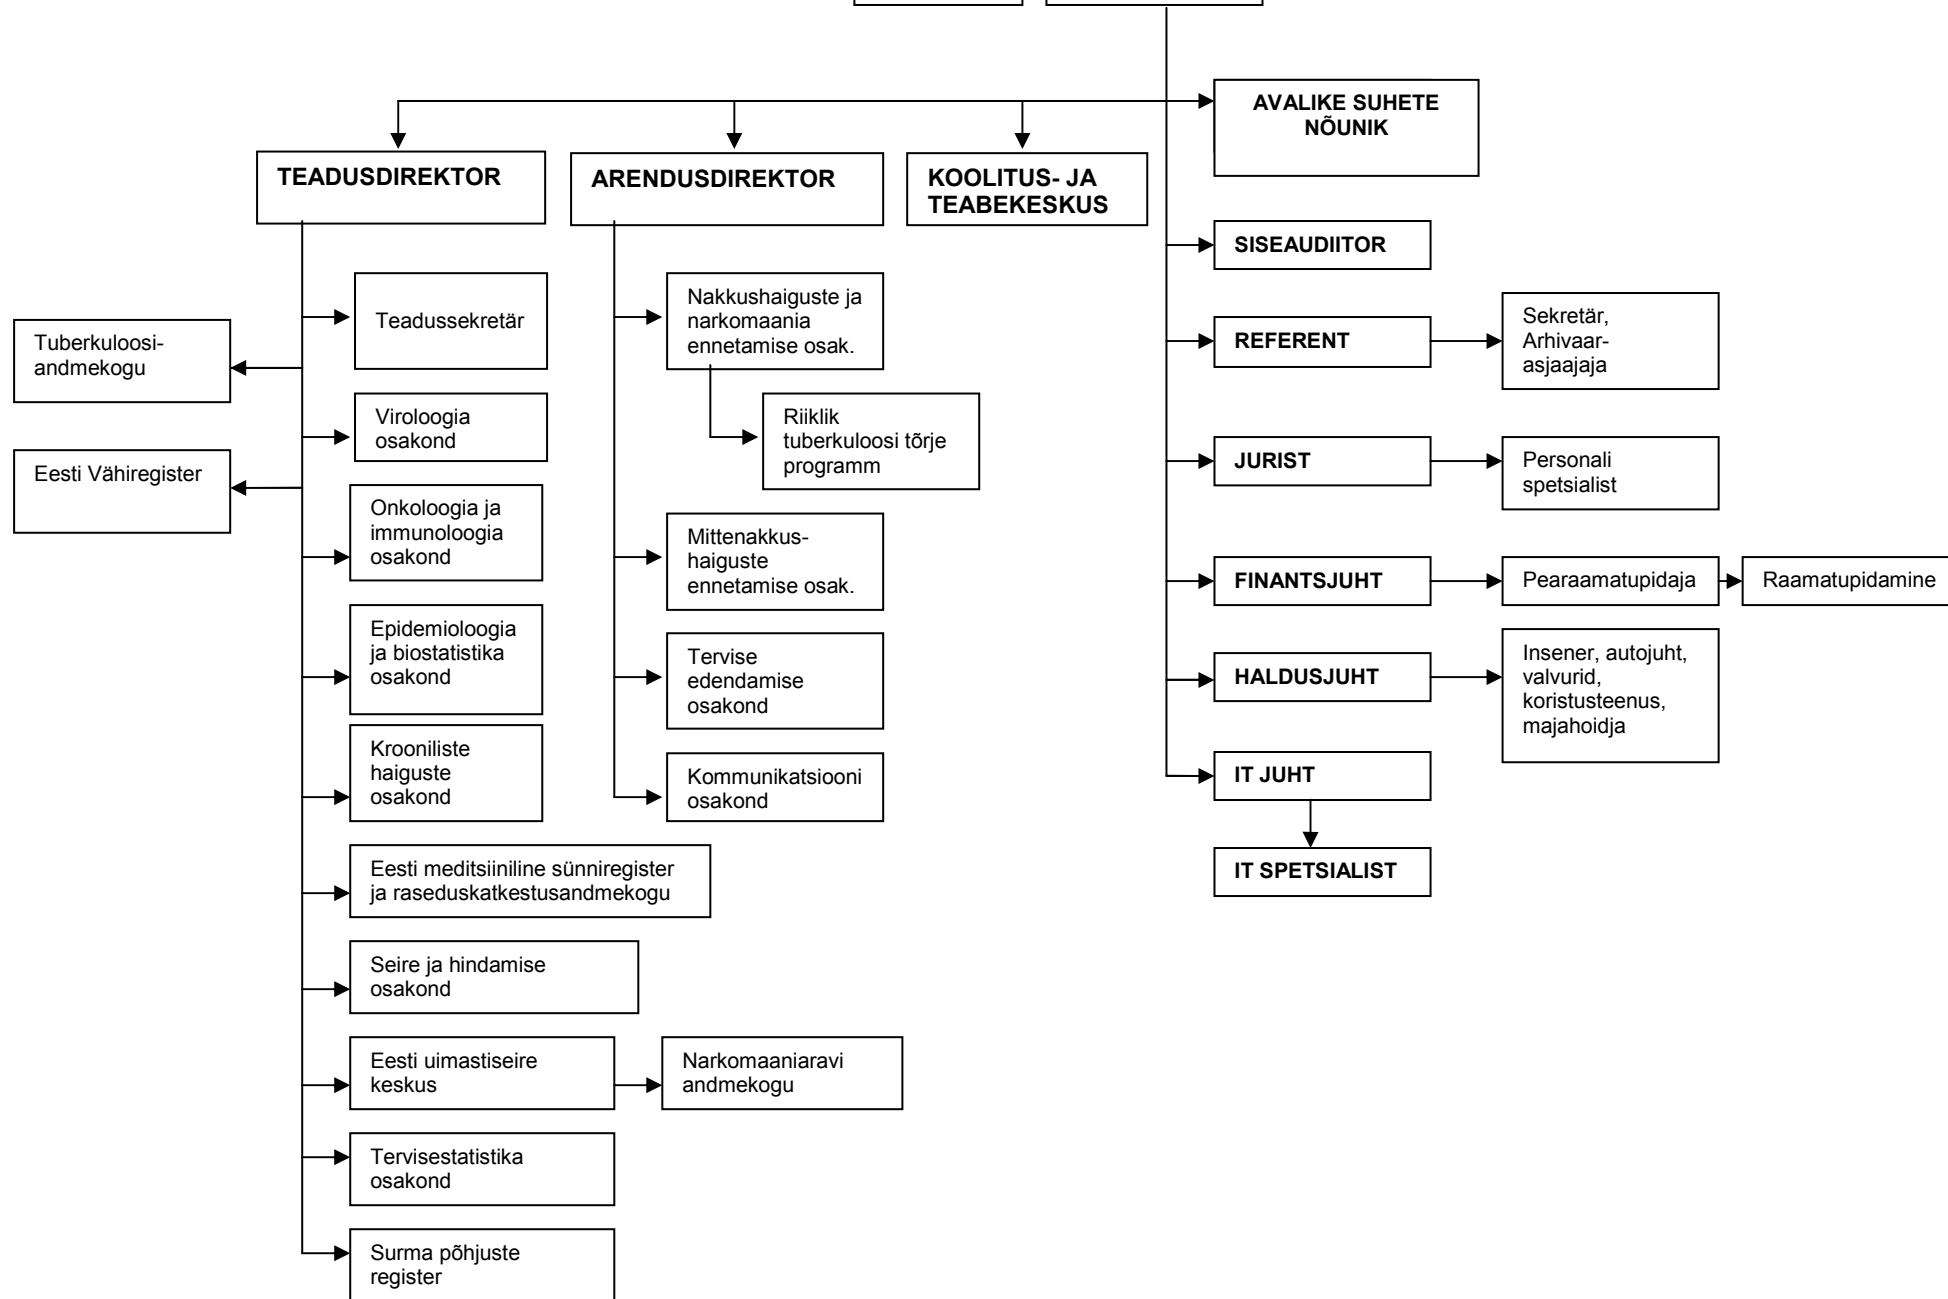 AVALIKE SUHETE
NÕUNIK
TEADUSDIREKTOR
ARENDUSDIREKTOR
KOOLITUS- JA
TEABEKESKUS
SISEAUDIITOR
REFERENT
Sekretär,
Arhivaar-
asjaajaja
JURIST
Personali
spetsialist
FINANTSJUHT
Pearaamatupidaja
Raamatupidamine
HALDUSJUHT
Insener, autojuht,
valvurid,
koristusteenus,
majahoidja
IT JUHT
IT SPETSIALIST
Tuberkuloosi-
andmekogu
Eesti Vähiregister
Teadussekretär
Viroloogia
osakond
Onkoloogia ja
immunoloogia
osakond
Epidemioloogia
ja biostatistika
osakond
Krooniliste
haiguste
osakond
Eesti meditsiiniline sünniregister
ja raseduskatkestusandmekogu
Seire ja hindamise
osakond
Eesti uimastiseire
keskus
Narkomaaniaravi
andmekogu
Tervisestatistika
osakond
Surma põhjuste
register
Nakkushaiguste ja
narkomaania
ennetamise osak.
Riiklik
tuberkuloosi tõrje
programm
Mittenakkus-
haiguste
ennetamise osak.
Tervise
edendamise
osakond
Kommunikatsiooni
osakond